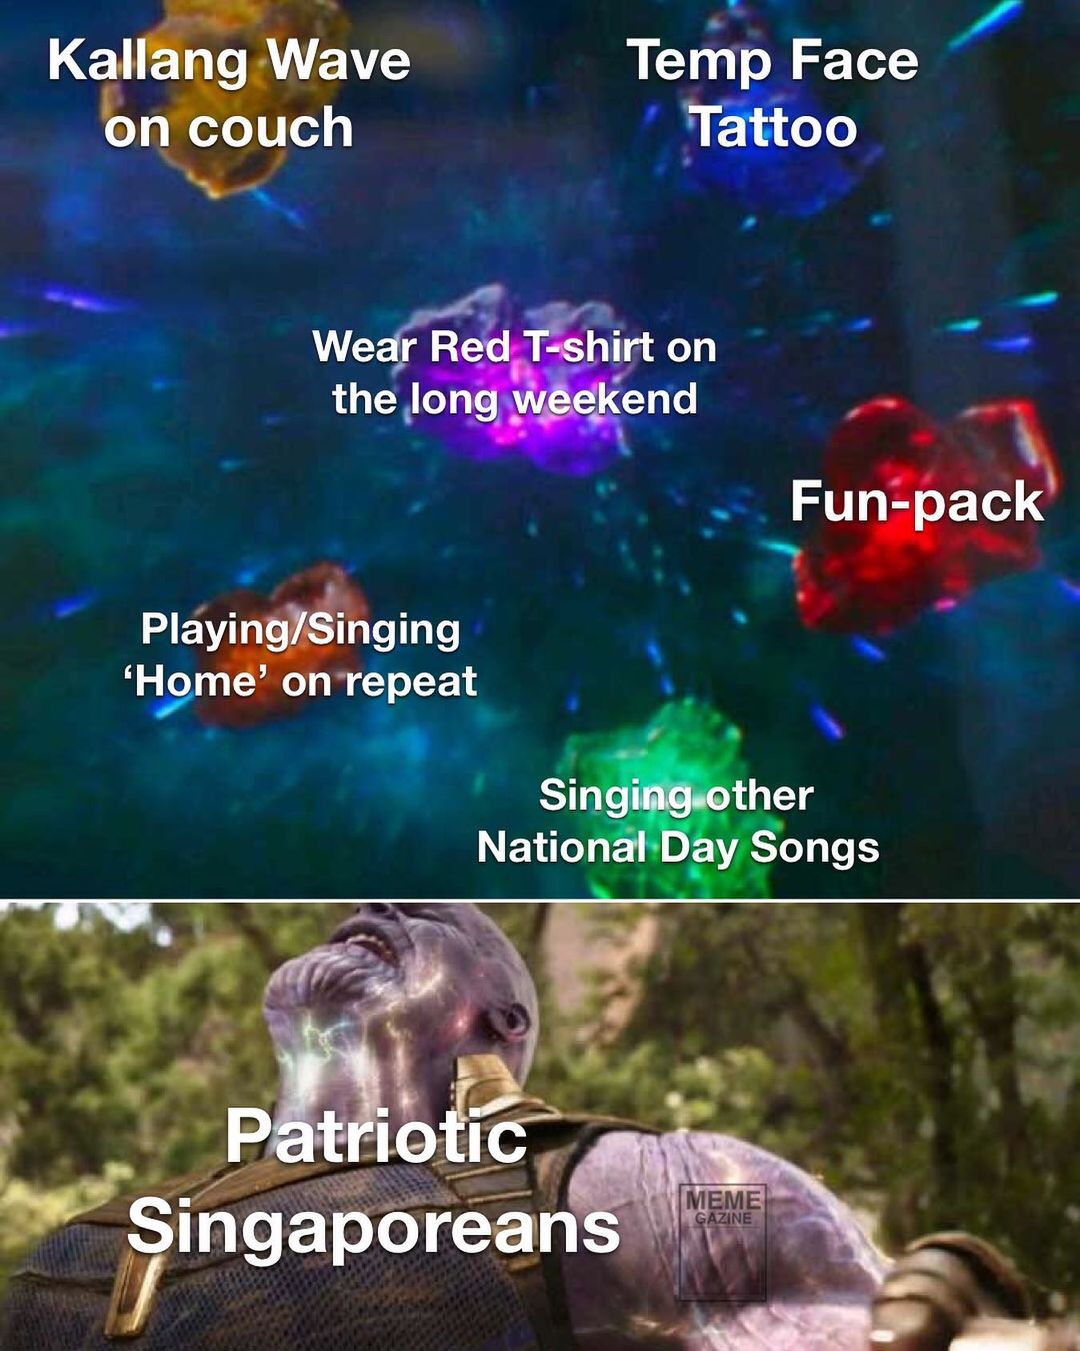 Kallang Wave
on couch
Temp Face
Tattoo
Wear Red T-shirt on
the long weekend
Fun-pack
Playing/Singing
‘Home’ on repeat
Singing other
National Day Songs
Patriotic
Singaporeans
MEME
GAZINE